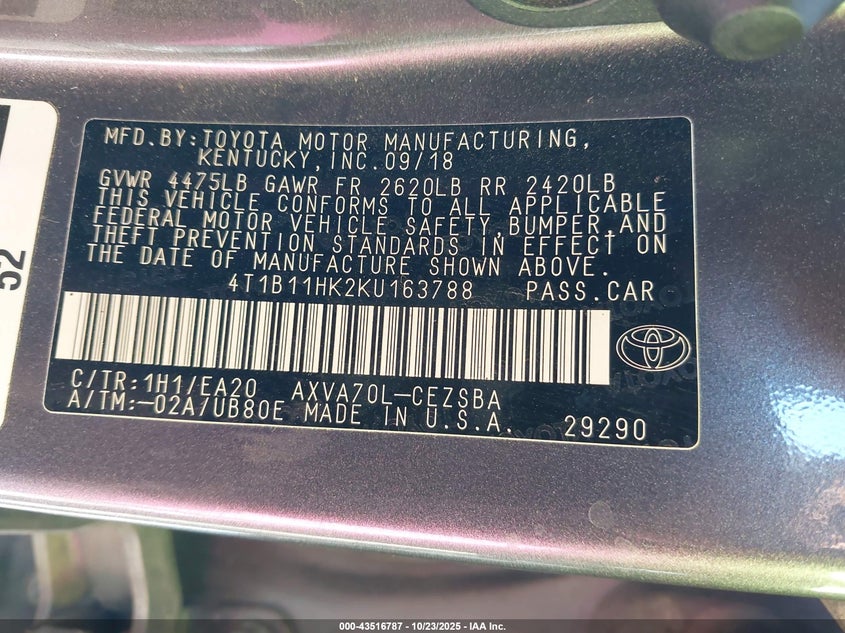 52
MFD.BY:TOYOTA MOTOR MANUFACTURING,
KENTUCKY,INC.09/18
GVWR 4475LB GAWR FR 2620LB RR 2420LB
THIS VEHICLE CONFORMS TO ALL APPLICABLE
FEDERAL MOTOR VEHICLE SAFETY,BUMPER,AND
THEFT PREVENTION STANDARDS IN EFFECT ON
THE DATE OF MANUFACTURE SHOWN ABOVE.
4T1B11HK2KU163788 PASS.CAR
C/TR:1H1/EA20 AXVA70L-CEZSBA
A/TM:-02A/UB80E MADE IN U.S.A. 29290
000-43516787 - 10/23/2025 - IAA Inc.